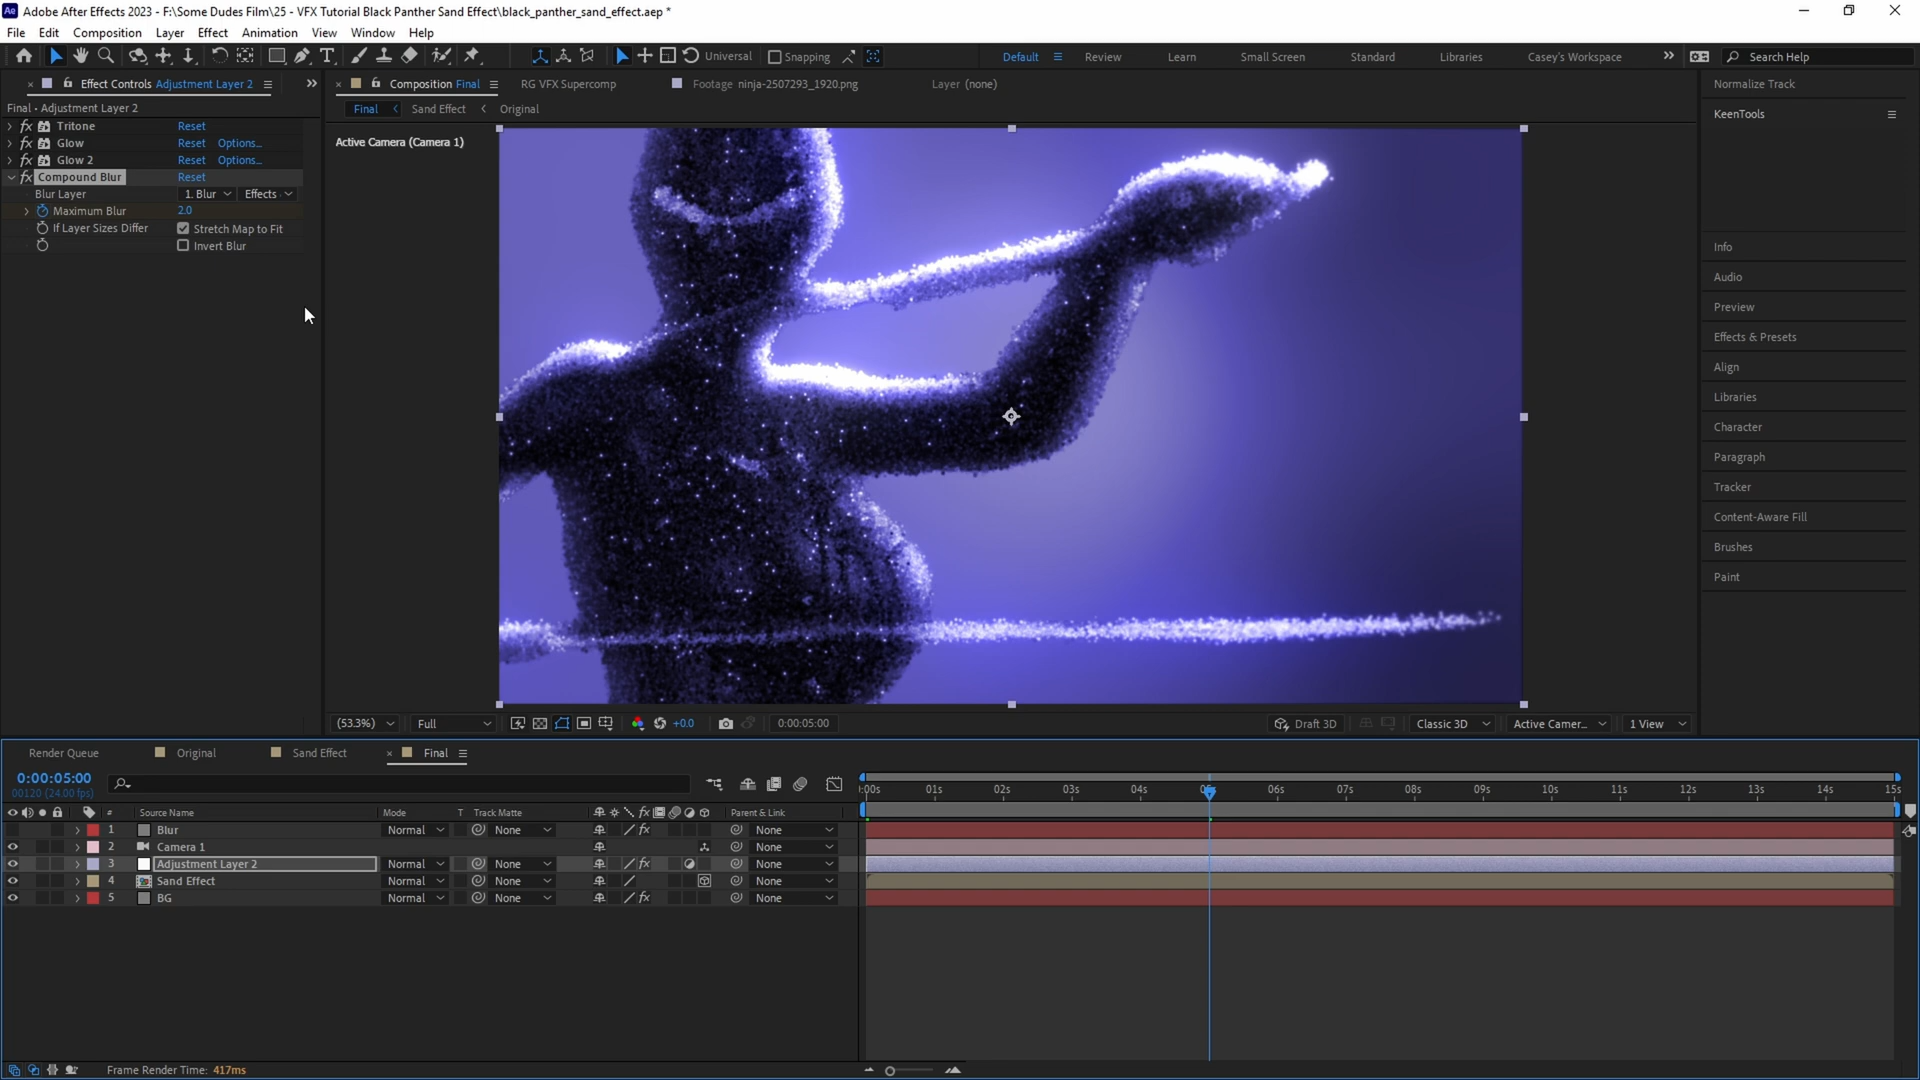 Ae Adobe After Effects 2023 - F:\Some Dudes Film\25 - VFX Tutorial Black Panther Sand Effect\black_panther_sand_effect.aep *
File Edit Composition Layer Effect Animation View Window Help
Universal Snapping Default Review Learn Small Screen Standard Libraries Casey's Workspace Search Help
Effect Controls Adjustment Layer 2
Composition Final RG VFX Supercomp Footage ninja-2507293_1920.png Layer (none)
Final • Adjustment Layer 2
Final Sand Effect Original
fx Tritone Reset
fx Glow Reset Options...
fx Glow 2 Reset Options...
fx Compound Blur Reset
Blur Layer 1. Blur Effects
Maximum Blur 2.0
If Layer Sizes Differ Stretch Map to Fit
Invert Blur
Active Camera (Camera 1)
Normalize Track
KeenTools
Info
Audio
Preview
Effects & Presets
Align
Libraries
Character
Paragraph
Tracker
Content-Aware Fill
Brushes
Paint
(53.3%) Full +0.0 0:00:05:00 Draft 3D Classic 3D Active Camer... 1 View
Render Queue Original Sand Effect Final
0:00:05:00
00120 (24.00 fps)
:00s 01s 02s 03s 04s 05s 06s 07s 08s 09s 10s 11s 12s 13s 14s 15s
# Source Name Mode T Track Matte fx Parent & Link
1 Blur Normal None fx None
2 Camera 1 None
3 Adjustment Layer 2 Normal None fx None
4 Sand Effect Normal None None
5 BG Normal None fx None
Frame Render Time: 417ms